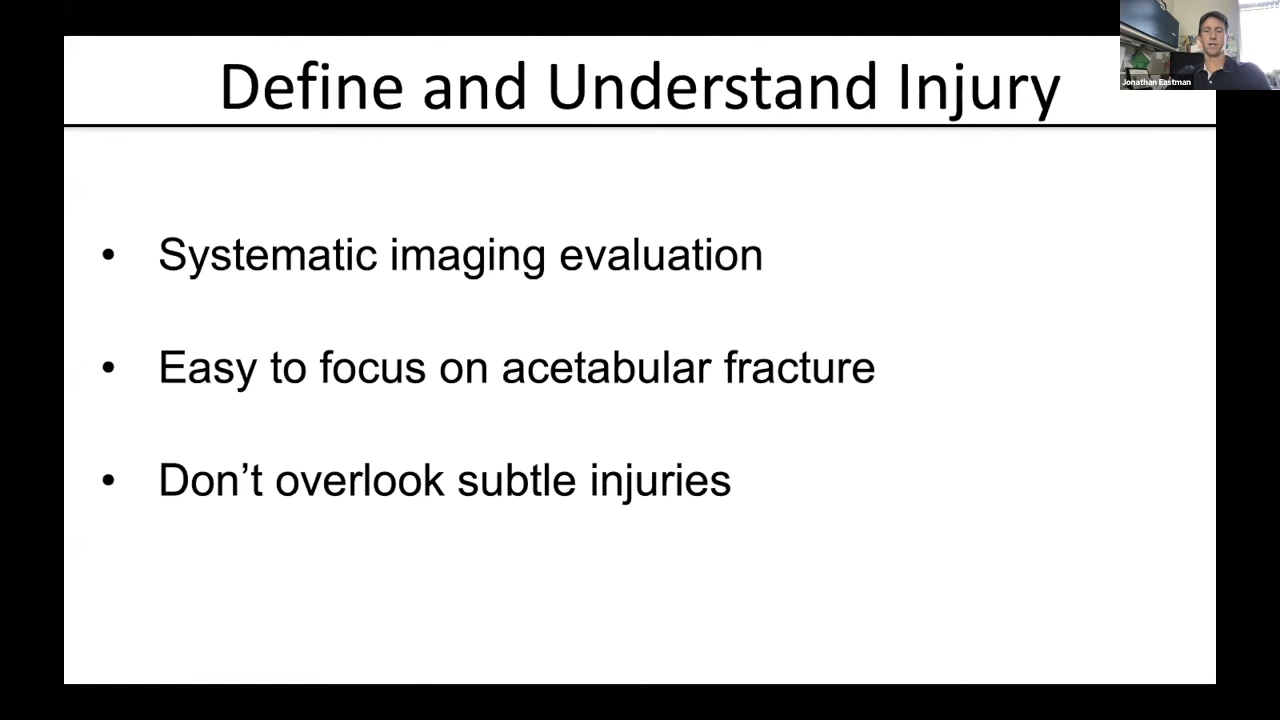 Define and Understand Injury
Jonathan Eastman
• Systematic imaging evaluation
• Easy to focus on acetabular fracture
• Don’t overlook subtle injuries